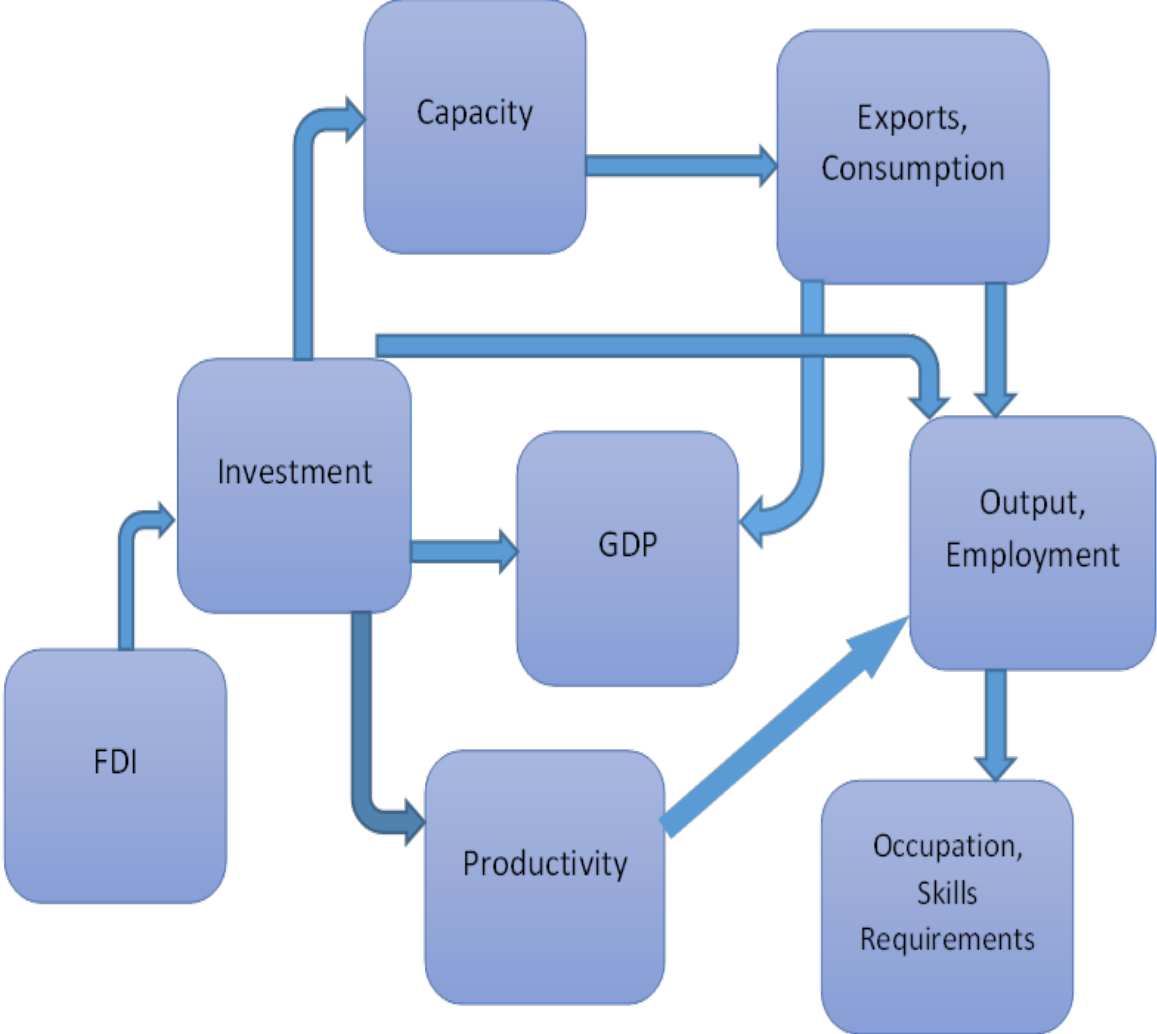 Capacity
Exports,
Consumption
Investment
GDP
Output,
Employment
FDI
Productivity
Occupation,
Skills
Requirements